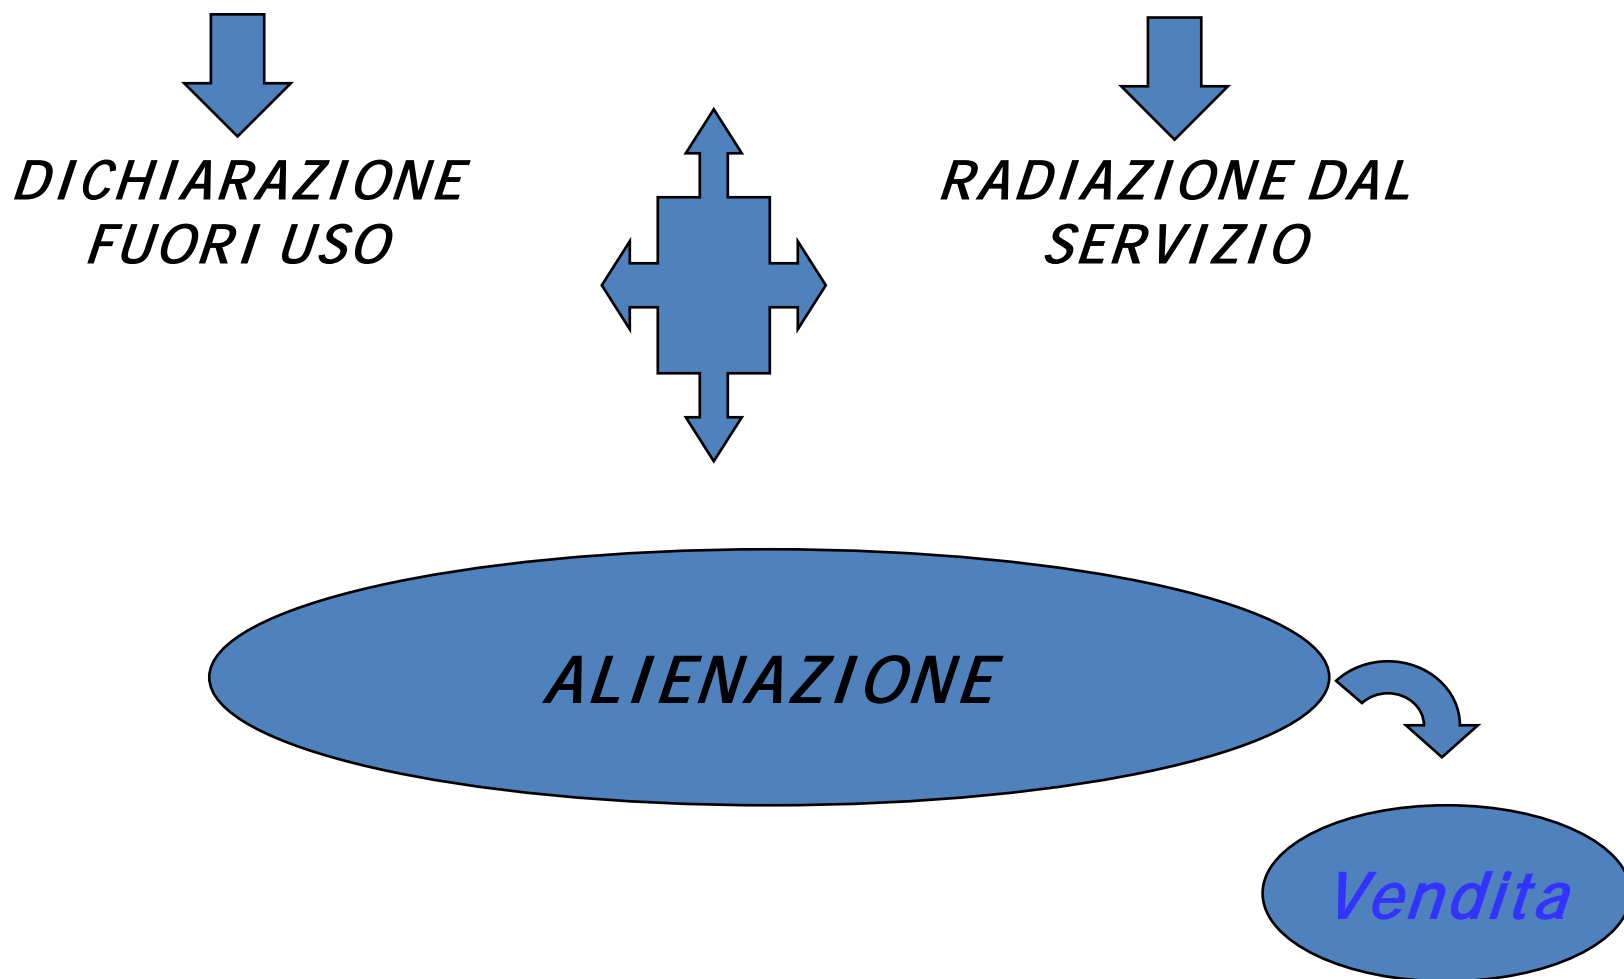 DICHIARAZIONE
FUORI USO
RADIAZIONE DAL
SERVIZIO
ALIENAZIONE
Vendita